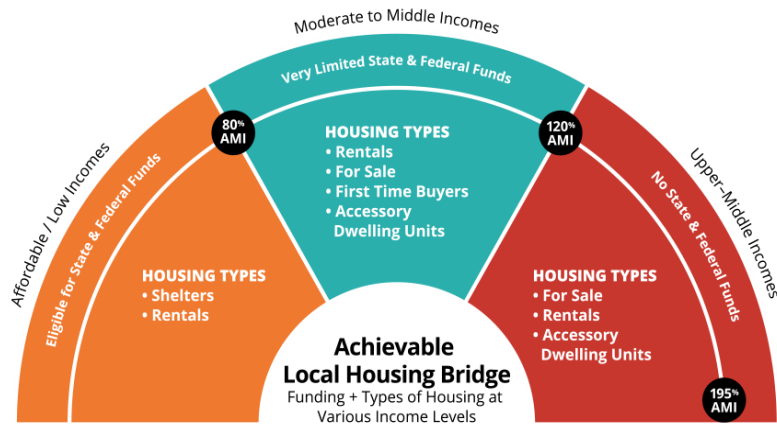 Moderate to Middle Incomes
Very Limited State & Federal Funds
80% AMI
120% AMI
HOUSING TYPES
• Rentals
• For Sale
• First Time Buyers
• Accessory
Dwelling Units
Affordable / Low Incomes
Eligible for State & Federal Funds
HOUSING TYPES
• Shelters
• Rentals
Upper–Middle Incomes
No State & Federal Funds
HOUSING TYPES
• For Sale
• Rentals
• Accessory
Dwelling Units
195% AMI
Achievable
Local Housing Bridge
Funding + Types of Housing at
Various Income Levels